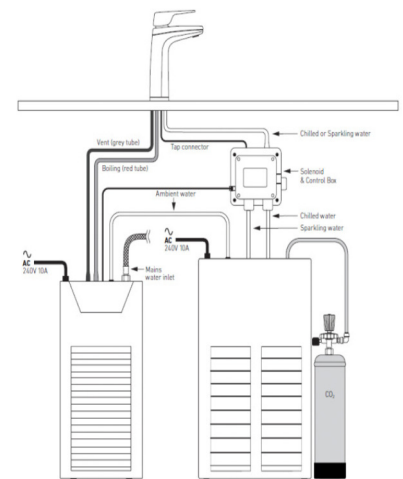 Chilled or Sparkling water
Vent (grey tube)
Tap connector
Boiling (red tube)
Solenoid
& Control Box
Ambient water
Chilled water
Sparkling water
AC
240V 10A
AC
240V 10A
Mains
water inlet
CO₂